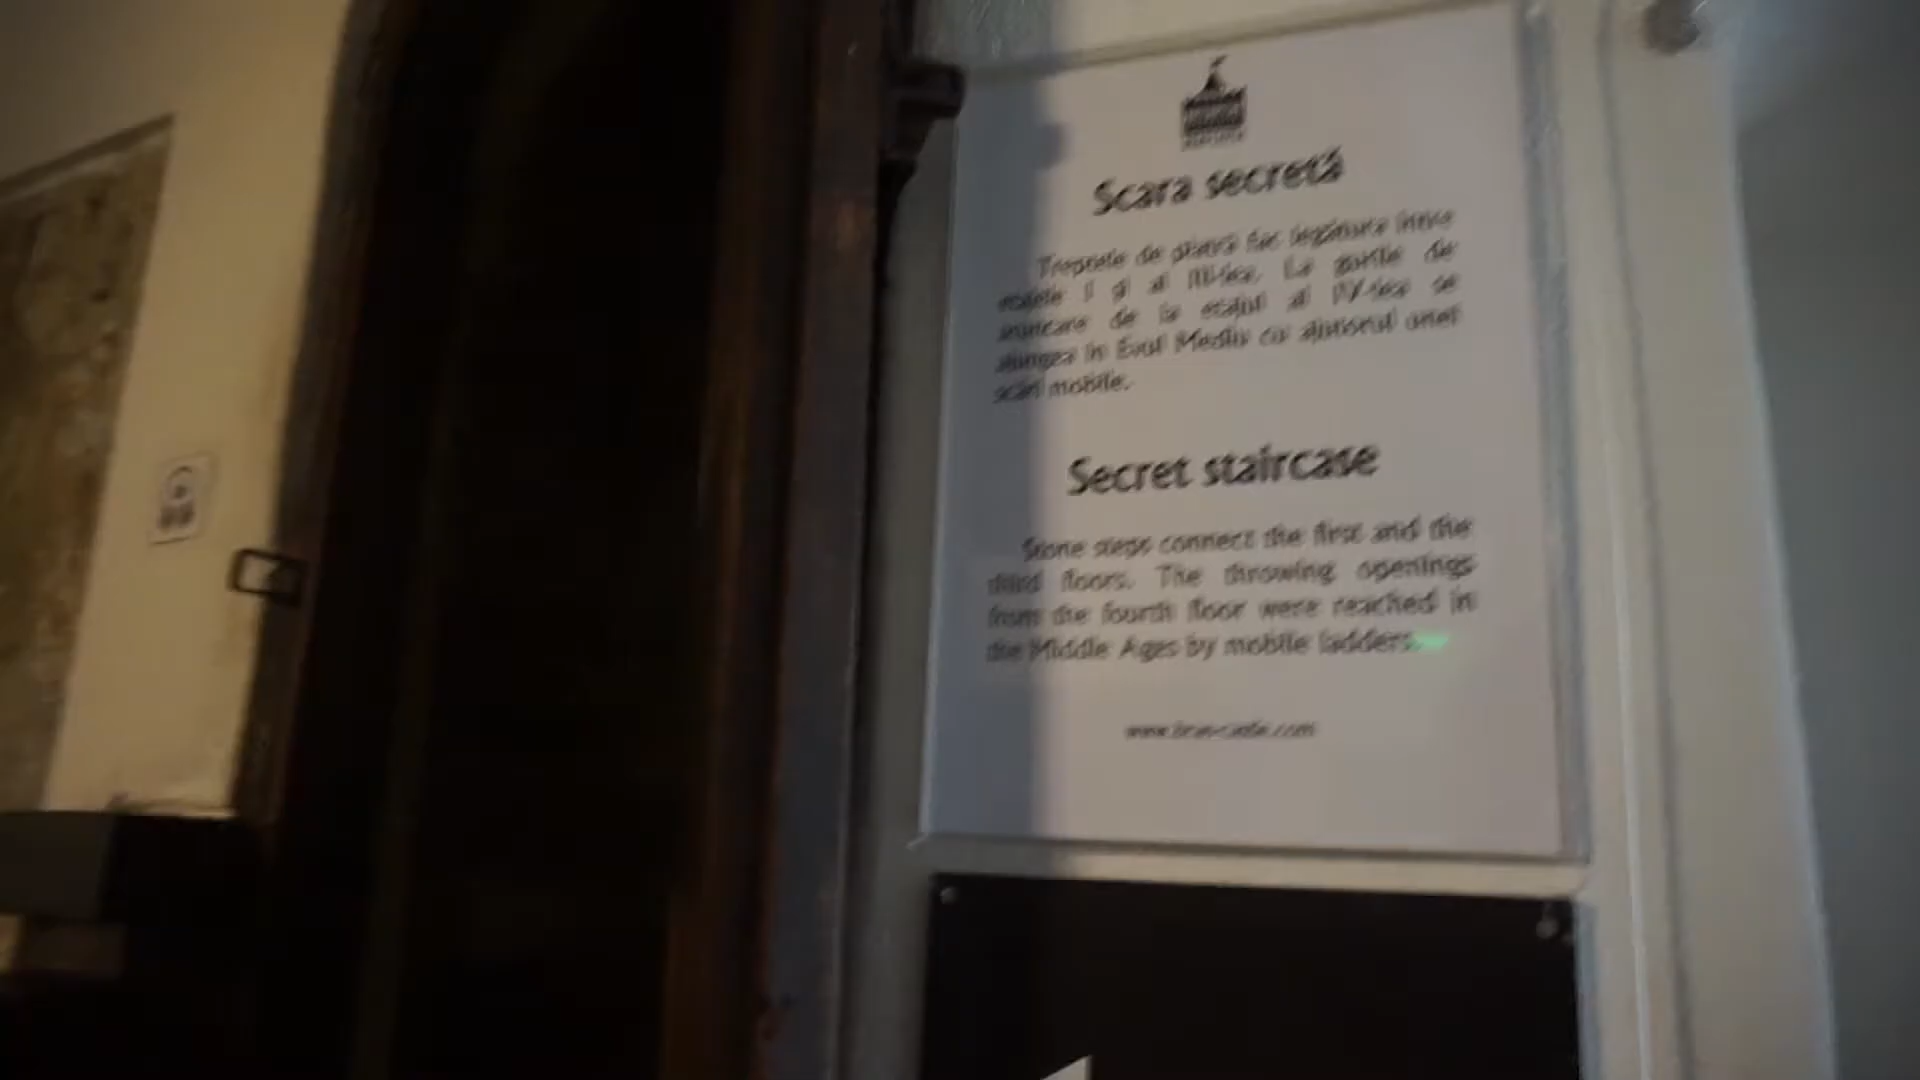 Scara secretă
Treptele de piatră fac legătura între
etajele I și al III-lea. La gurile de
aruncare de la etajul al IV-lea se
ajungea în Evul Mediu cu ajutorul unei
scări mobile.
Secret staircase
Stone steps connect the first and the
third floors. The throwing openings
from the fourth floor were reached in
the Middle Ages by mobile ladders.
www.bran-castle.com